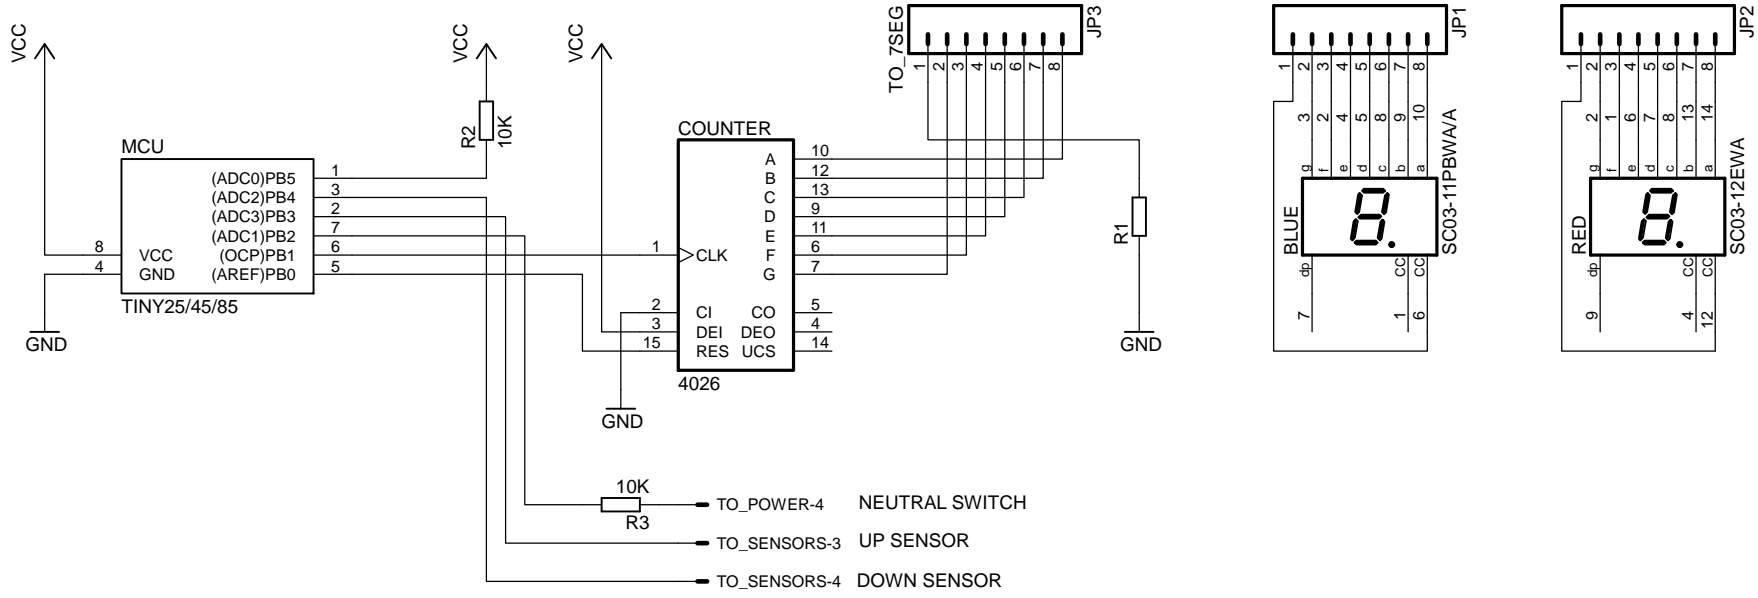 VCC
VCC
VCC
TO_7SEG
JP3
JP1
JP2
1 2 3 4 5 6 7 8
1 2 3 4 5 6 7 8
1 2 3 4 5 6 7 8
R2
10K
MCU
(ADC0)PB5 1
(ADC2)PB4 3
(ADC3)PB3 2
(ADC1)PB2 7
8 VCC (OCP)PB1 6
4 GND (AREF)PB0 5
TINY25/45/85
GND
COUNTER
A 10
B 12
C 13
D 9
E 11
F 6
1 CLK
G 7
2 CI CO 5
3 DEI DEO 4
15 RES UCS 14
4026
GND
R1
GND
3 2 4 5 8 9 10
g f e d c b a
BLUE
SC03-11PBWA/A
dp CC CC
7 1 6
2 1 6 7 8 13 14
g f e d c b a
RED
SC03-12EWA
dp CC CC
9 4 12
10K
R3
TO_POWER-4 NEUTRAL SWITCH
TO_SENSORS-3 UP SENSOR
TO_SENSORS-4 DOWN SENSOR